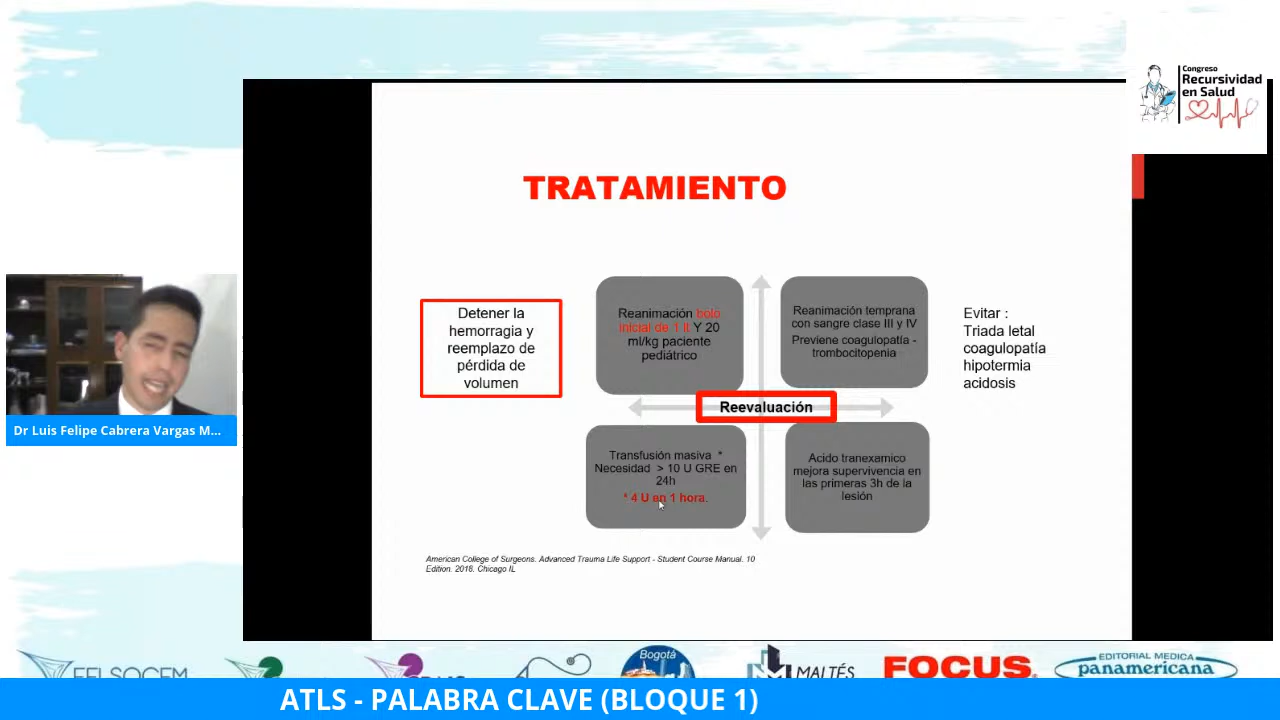 Congreso
Recursividad
en Salud
TRATAMIENTO
Detener la
hemorragia y
reemplazo de
pérdida de
volumen
Reanimación bolo
inicial de 1 lt Y 20
ml/kg paciente
pediátrico
Reanimación temprana
con sangre clase III y IV
Previene coagulopatía -
trombocitopenia
Evitar :
Triada letal
coagulopatía
hipotermia
acidosis
Reevaluación
Transfusión masiva *
Necesidad > 10 U GRE en
24h
* 4 U en 1 hora.
Acido tranexamico
mejora supervivencia en
las primeras 3h de la
lesión
American College of Surgeons. Advanced Trauma Life Support - Student Course Manual. 10
Edition. 2018. Chicago IL
Dr Luis Felipe Cabrera Vargas M...
Bogotá
MALTÉS
FOCUS
EDITORIAL MEDICA
panamericana
ATLS - PALABRA CLAVE (BLOQUE 1)